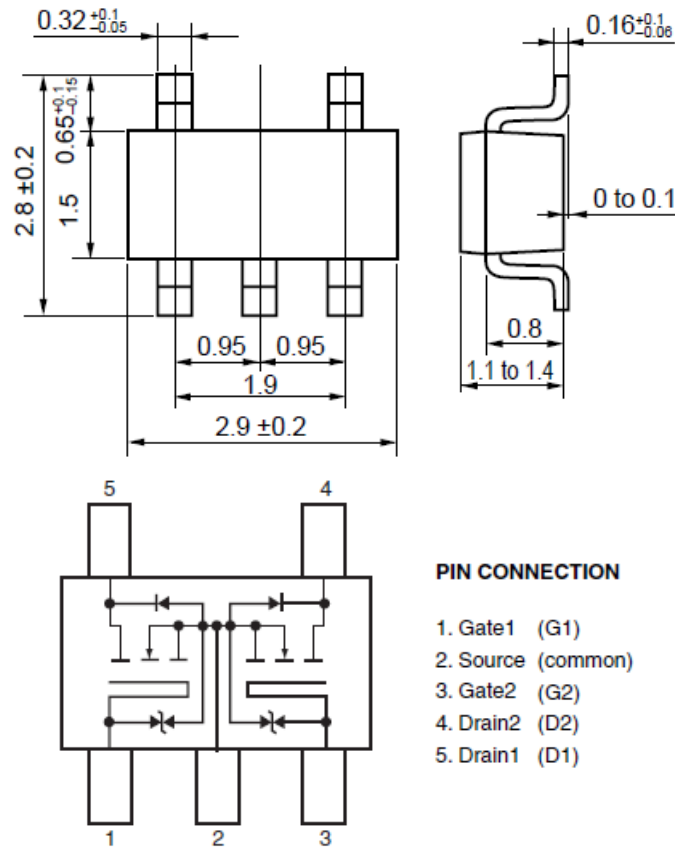 0.32 +0.1 −0.05
0.16 +0.1 −0.06
2.8 ±0.2
0.65 +0.1 −0.15
1.5
0 to 0.1
0.95 0.95
0.8
1.9
1.1 to 1.4
2.9 ±0.2
5 4
PIN CONNECTION
1. Gate1 (G1)
2. Source (common)
3. Gate2 (G2)
4. Drain2 (D2)
5. Drain1 (D1)
1 2 3